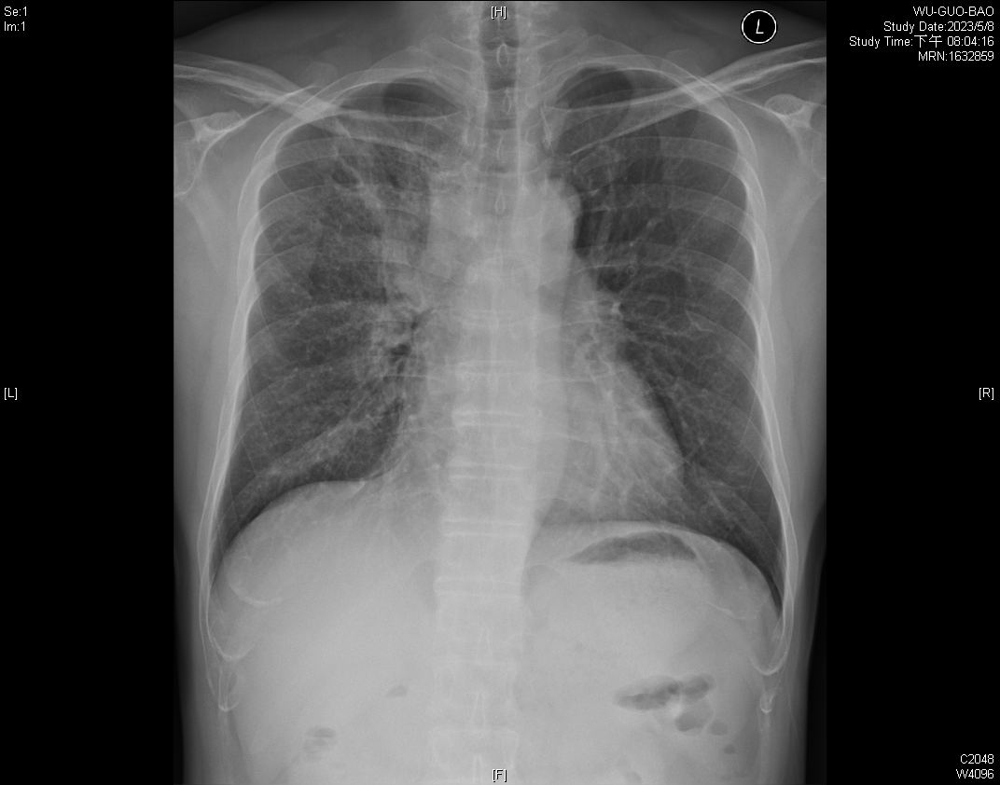 Se:1
Im:1
[H]
L
WU-GUO-BAO
Study Date:2023/5/8
Study Time:下午 08:04:16
MRN:1632859
[L]
[R]
[F]
C2048
W4096